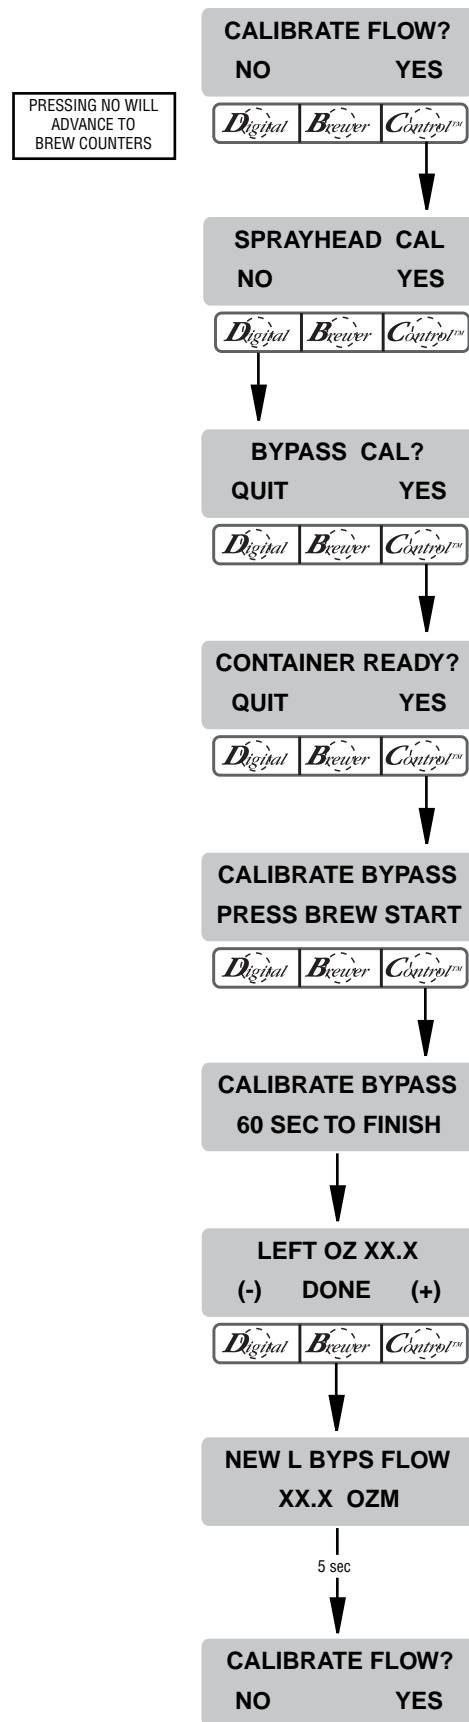 CALIBRATE FLOW?
NO YES
PRESSING NO WILL
ADVANCE TO
BREW COUNTERS
Digital Brewer Control™
SPRAYHEAD CAL
NO YES
Digital Brewer Control™
BYPASS CAL?
QUIT YES
Digital Brewer Control™
CONTAINER READY?
QUIT YES
Digital Brewer Control™
CALIBRATE BYPASS
PRESS BREW START
Digital Brewer Control™
CALIBRATE BYPASS
60 SEC TO FINISH
LEFT OZ XX.X
(-) DONE (+)
Digital Brewer Control™
NEW L BYPS FLOW
XX.X OZM
5 sec
CALIBRATE FLOW?
NO YES